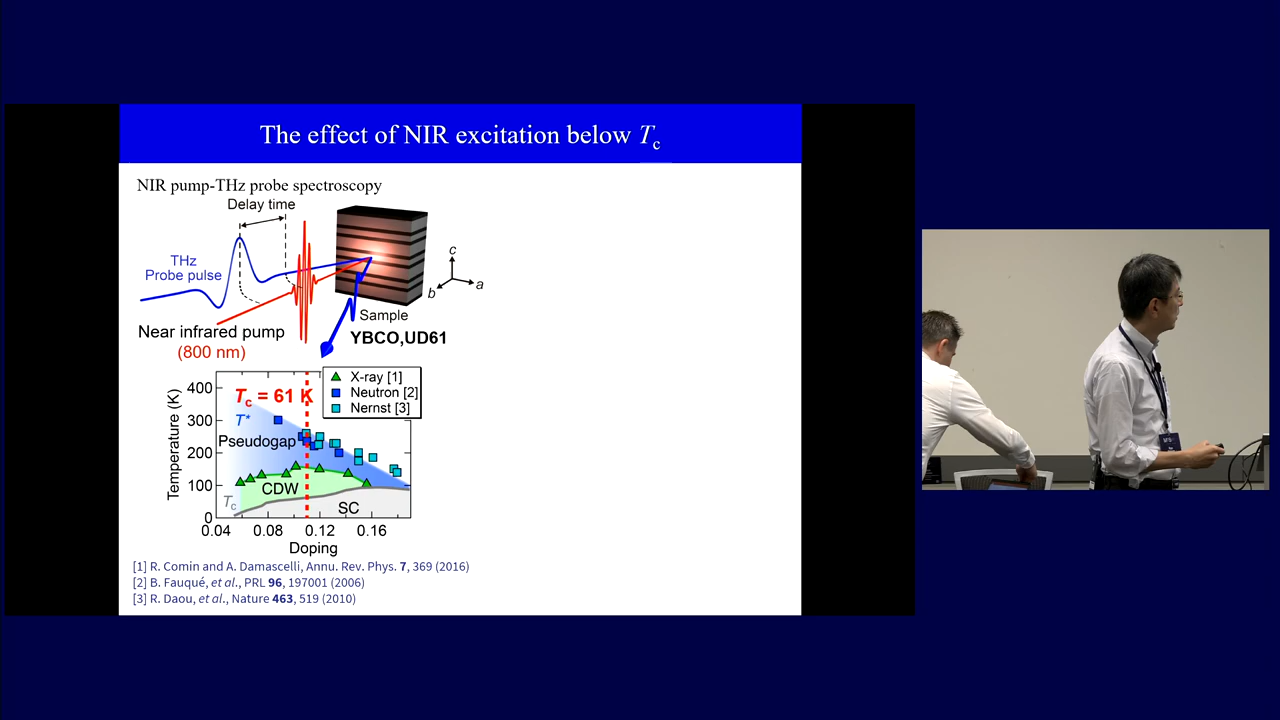 The effect of NIR excitation below Tc
NIR pump-THz probe spectroscopy
Delay time
THz
Probe pulse
c
a
b
Sample
Near infrared pump
(800 nm)
YBCO,UD61
X-ray [1]
Neutron [2]
Nernst [3]
Tc = 61 K
T*
Pseudogap
CDW
SC
Tc
Temperature (K)
400
300
200
100
0
0.04
0.08
0.12
0.16
Doping
[1] R. Comin and A. Damascelli, Annu. Rev. Phys. 7, 369 (2016)
[2] B. Fauqué, et al., PRL 96, 197001 (2006)
[3] R. Daou, et al., Nature 463, 519 (2010)